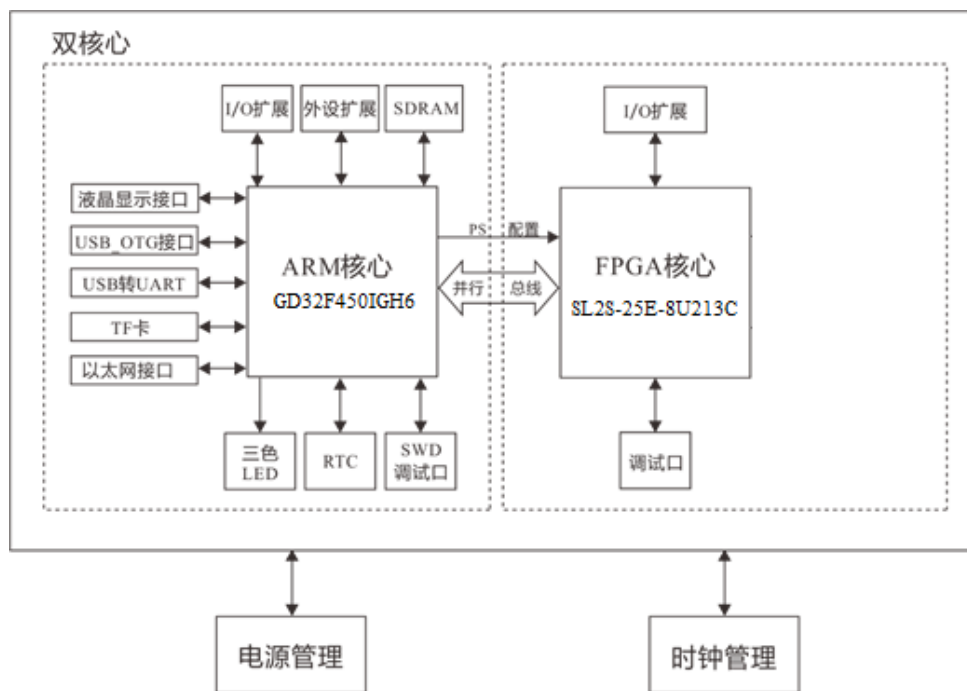 双核心
I/O扩展
外设扩展
SDRAM
I/O扩展
液晶显示接口
USB_OTG接口
USB转UART
TF卡
以太网接口
ARM核心
GD32F450IGH6
PS 配置
并行 总线
FPGA核心
SL2S-25E-8U213C
三色
LED
RTC
SWD
调试口
调试口
电源管理
时钟管理